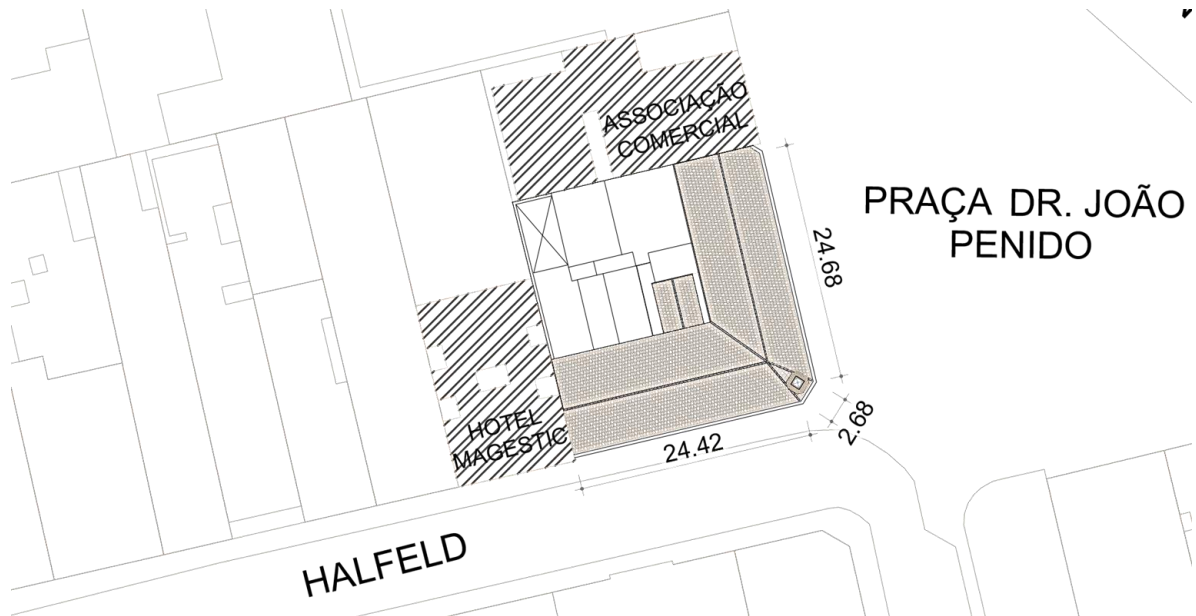 ASSOCIAÇÃO
COMERCIAL
PRAÇA DR. JOÃO
PENIDO
24.68
2.68
24.42
HOTEL
MAGESTIC
HALFELD